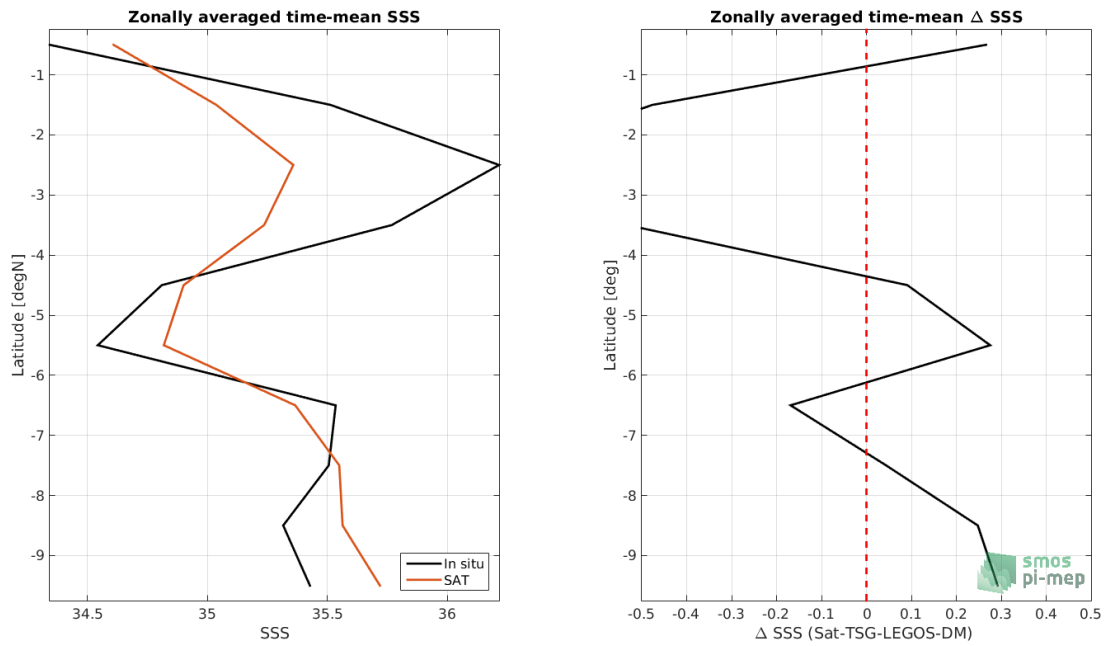 Zonally averaged time-mean SSS
-1
-2
-3
-4
-5
-6
-7
-8
-9
Latitude [degN]
34.5 35 35.5 36
SSS
In situ
SAT
Zonally averaged time-mean Δ SSS
-1
-2
-3
-4
-5
-6
-7
-8
-9
Latitude [deg]
-0.5 -0.4 -0.3 -0.2 -0.1 0 0.1 0.2 0.3 0.4 0.5
Δ SSS (Sat-TSG-LEGOS-DM)
smos
pi-mep